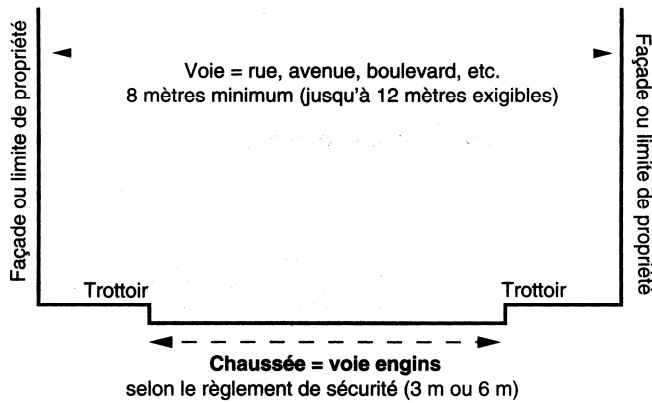 Façade ou limite de propriété
Voie = rue, avenue, boulevard, etc.
8 mètres minimum (jusqu'à 12 mètres exigibles)
Façade ou limite de propriété
Trottoir
Trottoir
Chaussée = voie engins
selon le règlement de sécurité (3 m ou 6 m)